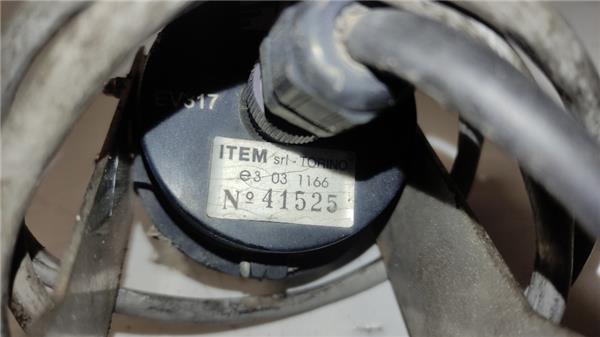 EV317
ITEM srl - TORINO
e3 03 1166
Nº 41525